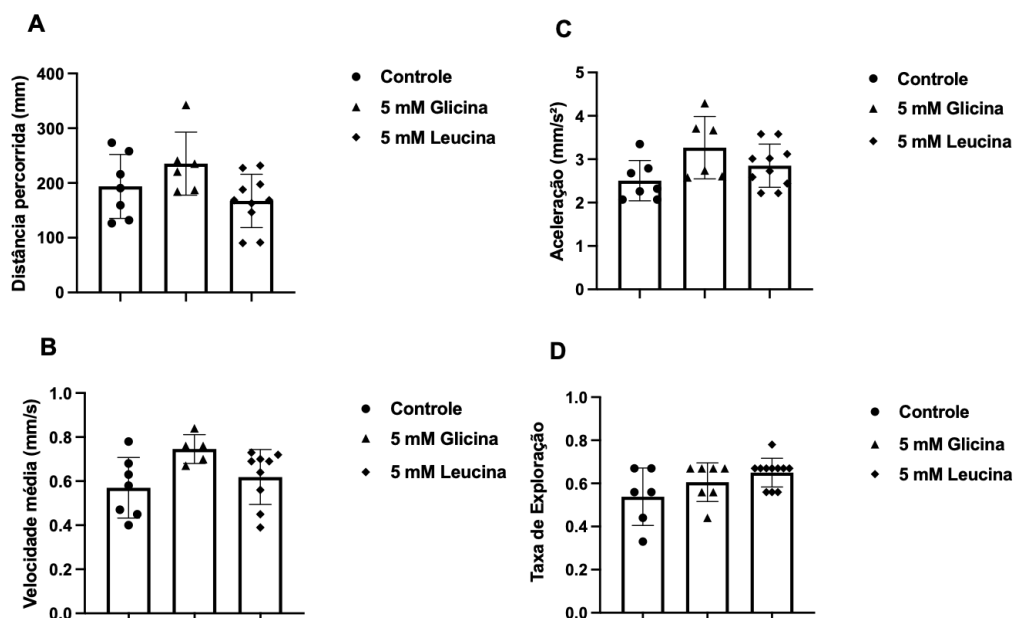 A
Distância percorrida (mm)
400
300
200
100
0
Controle
5 mM Glicina
5 mM Leucina
C
Aceleração (mm/s²)
5
4
3
2
1
0
Controle
5 mM Glicina
5 mM Leucina
B
Velocidade média (mm/s)
1.0
0.8
0.6
0.4
0.2
0.0
Controle
5 mM Glicina
5 mM Leucina
D
Taxa de Exploração
1.0
0.8
0.6
0.4
0.2
0.0
Controle
5 mM Glicina
5 mM Leucina